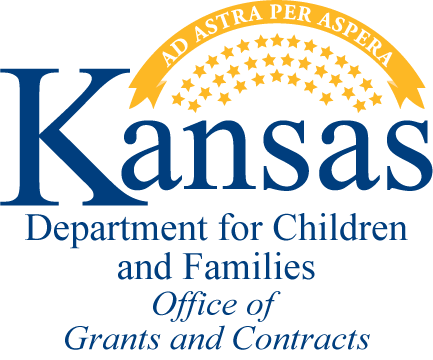 AD ASTRA PER ASPERA
Kansas
Department for Children
and Families
Office of
Grants and Contracts